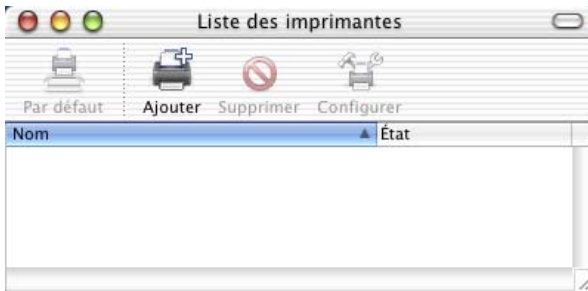 Liste des imprimantes
Par défaut Ajouter Supprimer Configurer
Nom État